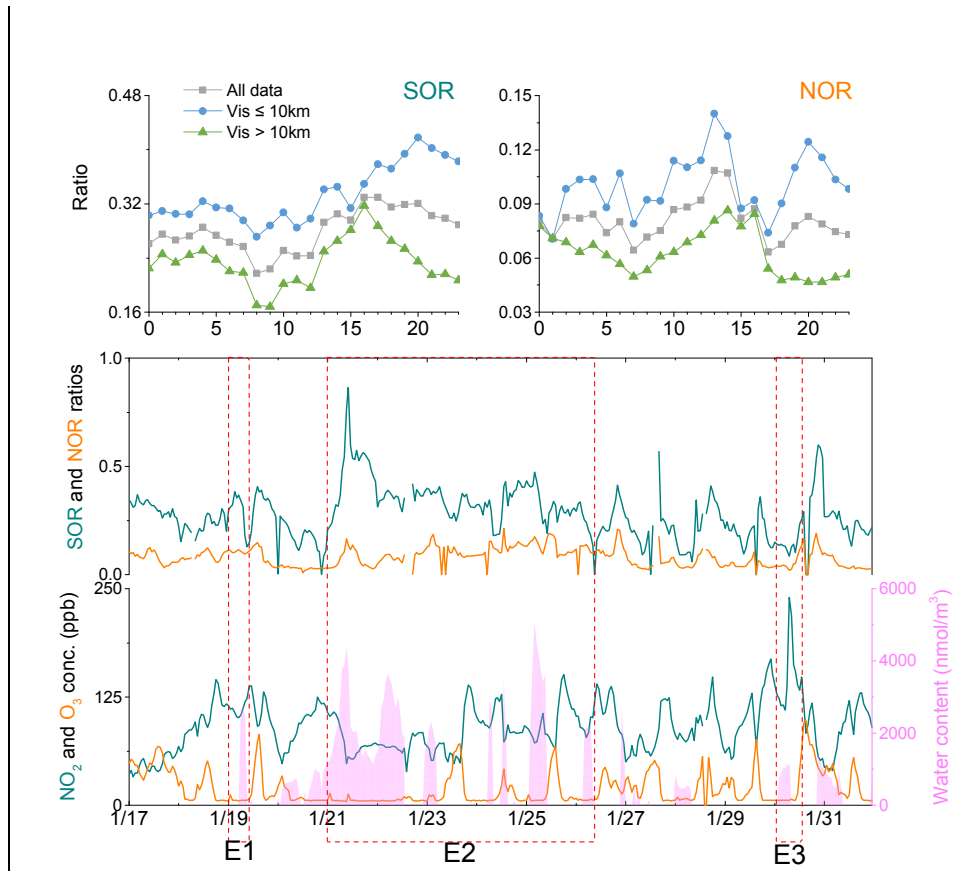 All data
Vis ≤ 10km
Vis > 10km
SOR
NOR
Ratio
0.48
0.32
0.16
0 5 10 15 20
0.15
0.12
0.09
0.06
0.03
0 5 10 15 20
SOR and NOR ratios
1.0
0.5
0.0
NO₂ and O₃ conc. (ppb)
250
125
0
Water content (nmol/m³)
6000
4000
2000
0
1/17 1/19 1/21 1/23 1/25 1/27 1/29 1/31
E1 E2 E3